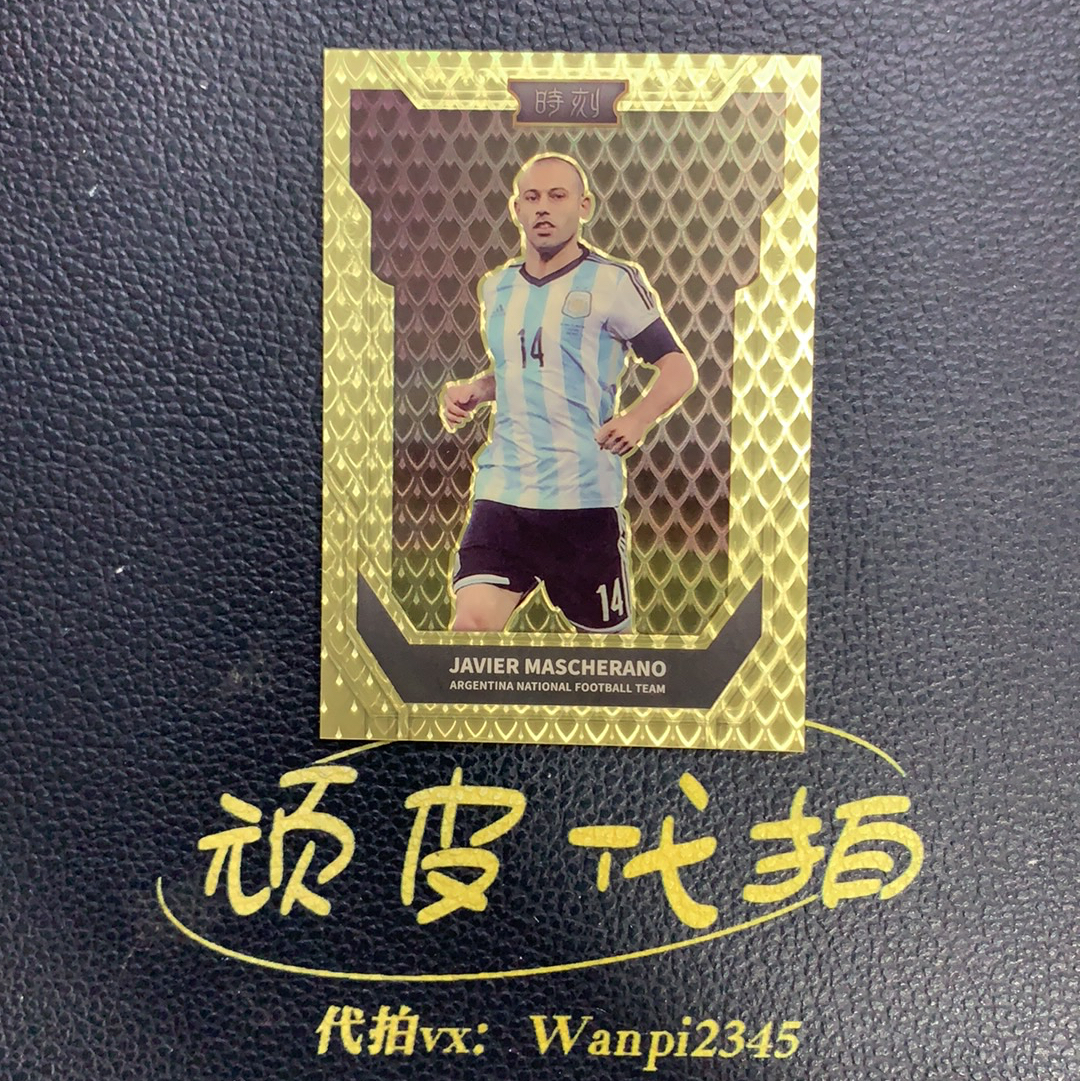 時刻
14
14
JAVIER MASCHERANO
ARGENTINA NATIONAL FOOTBALL TEAM
顽皮代拍
代拍vx: Wanpi2345